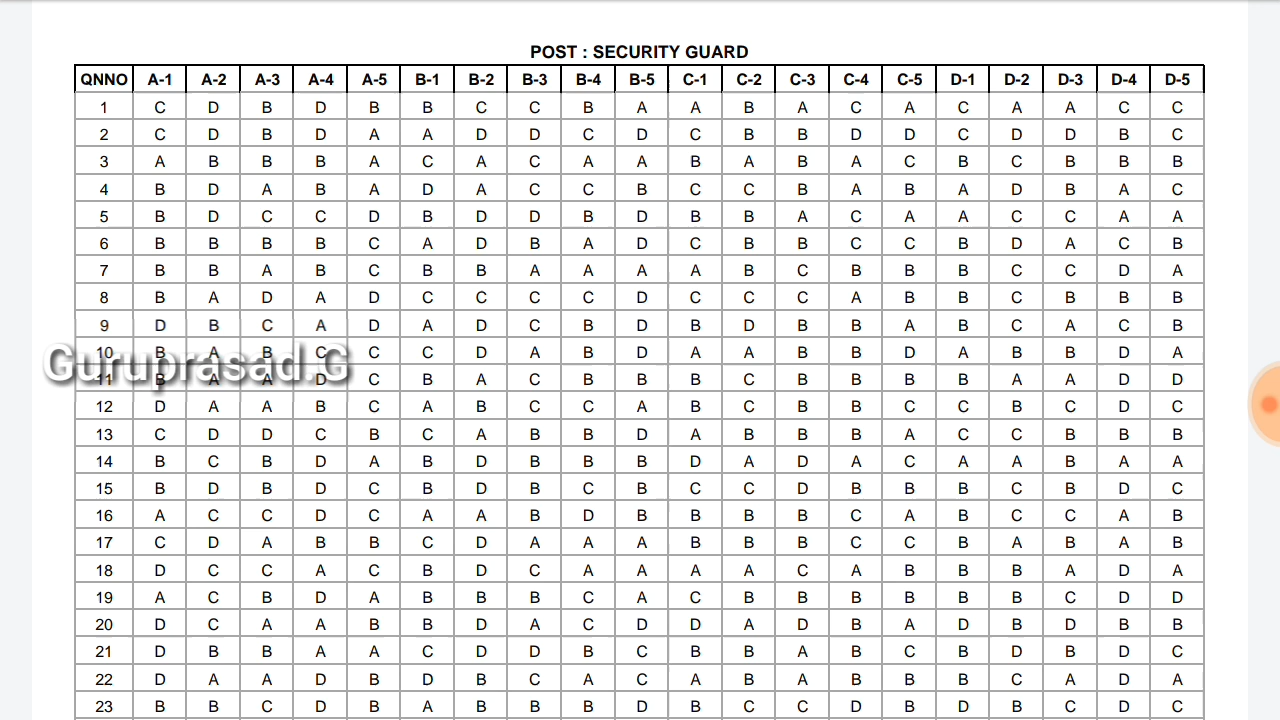 POST : SECURITY GUARD
QNNO A-1 A-2 A-3 A-4 A-5 B-1 B-2 B-3 B-4 B-5 C-1 C-2 C-3 C-4 C-5 D-1 D-2 D-3 D-4 D-5
1 C D B D B B C C B A A B A C A C A A C C
2 C D B D A A D D C D C B B D D C D D B C
3 A B B B A C A C A A B A B A C B C B B B
4 B D A B A D A C C B C C B A B A D B A C
5 B D C C D B D D B D B B A C A A C C A A
6 B B B B C A D B A D C B B C C B D A C B
7 B B A B C B B A A A A B C B B B C C D A
8 B A D A D C C C C D C C C A B B C B B B
9 D B C A D A D C B D B D B B A B C A C B
10 B A B C C C D A B D A A B B D A B B D A
Guruprasad.G
11 B A A D C B A C B B B C B B B B A A D D
12 D A A B C A B C C A B C B B C C B C D C
13 C D D C B C A B B D A B B B A C C B B B
14 B C B D A B D B B B D A D A C A A B A A
15 B D B D C B D B C B C C D B B B C B D C
16 A C C D C A A B D B B B B C A B C C A B
17 C D A B B C D A A A B B B C C B A B A B
18 D C C A C B D C A A A A C A B B B A D A
19 A C B D A B B B C A C B B B B B B C D D
20 D C A A B B D A C D D A D B A D B D B B
21 D B B A A C D D B C B B A B C B D B D C
22 D A A D B D B C A C A B A B B B C A D A
23 B B C D B A B B B D B C C D B D B C D C